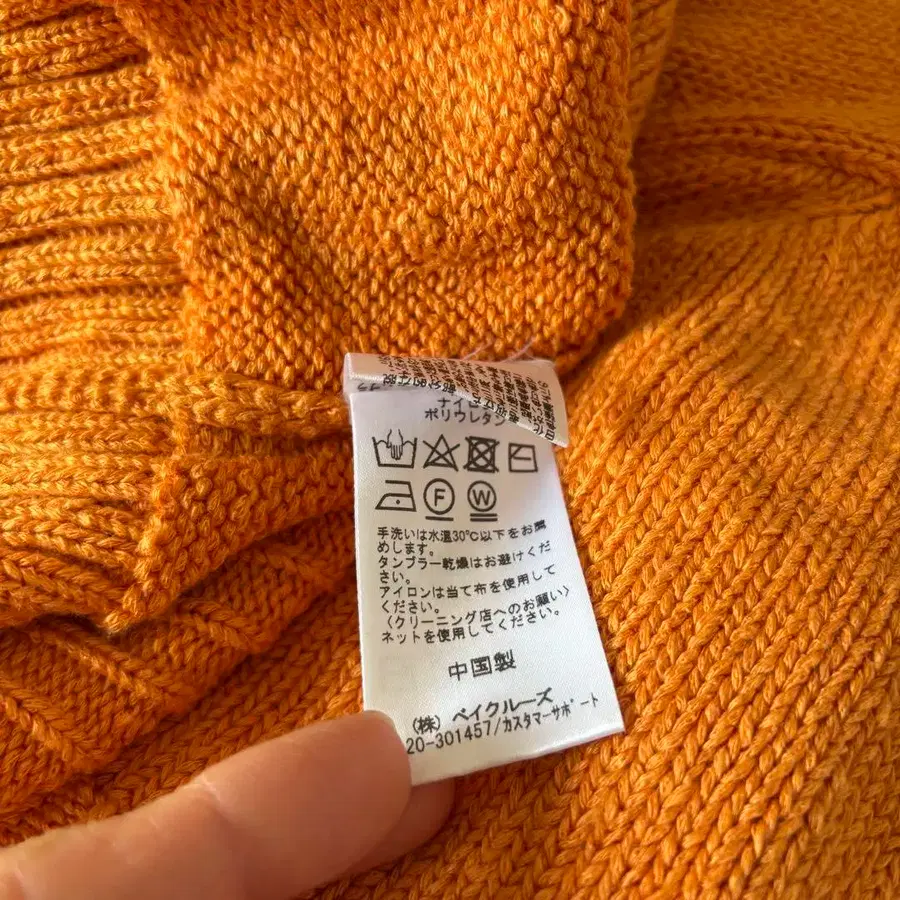 ポリウレタン
F W
手洗いは水温30℃以下をお薦
めします。
タンブラー乾燥はお避けくだ
さい。
アイロンは当て布を使用して
ください。
〈クリーニング店へのお願い〉
ネットを使用してください。
中国製
(株) ベイクルーズ
20-301457/カスタマーサポート